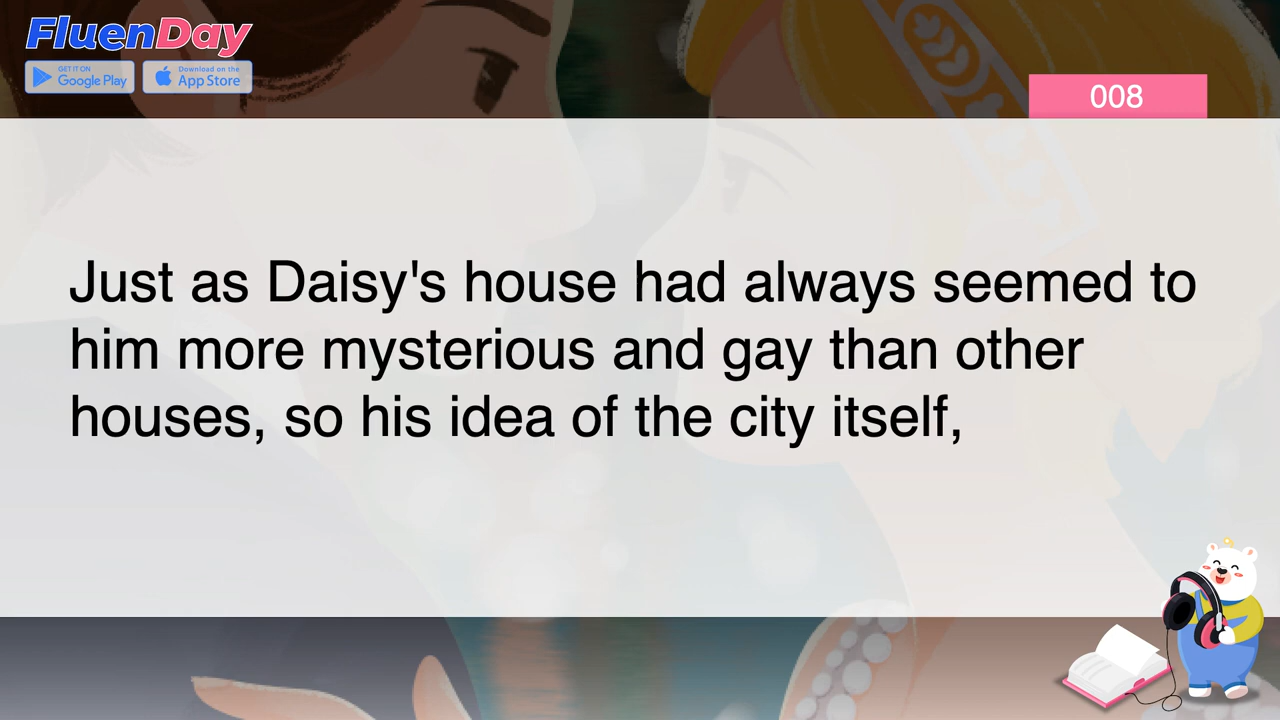 FluenDay
GET IT ON
Google Play
Download on the
App Store
008
Just as Daisy's house had always seemed to
him more mysterious and gay than other
houses, so his idea of the city itself,